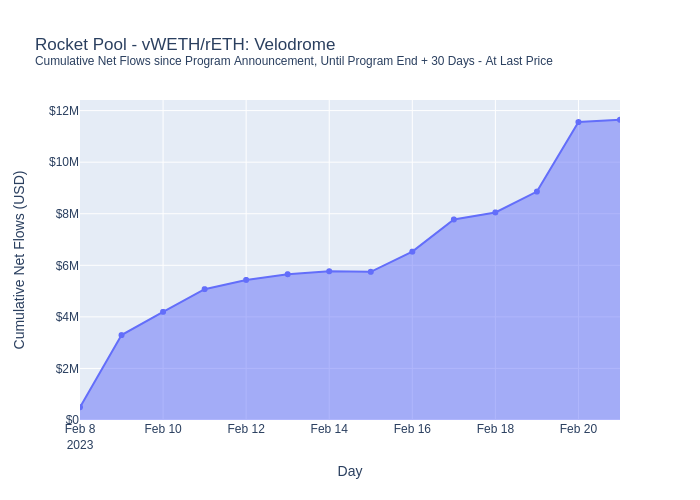 Rocket Pool - vWETH/rETH: Velodrome
Cumulative Net Flows since Program Announcement, Until Program End + 30 Days - At Last Price
Cumulative Net Flows (USD)
$12M
$10M
$8M
$6M
$4M
$2M
$0
Feb 8
2023
Feb 10
Feb 12
Feb 14
Feb 16
Feb 18
Feb 20
Day